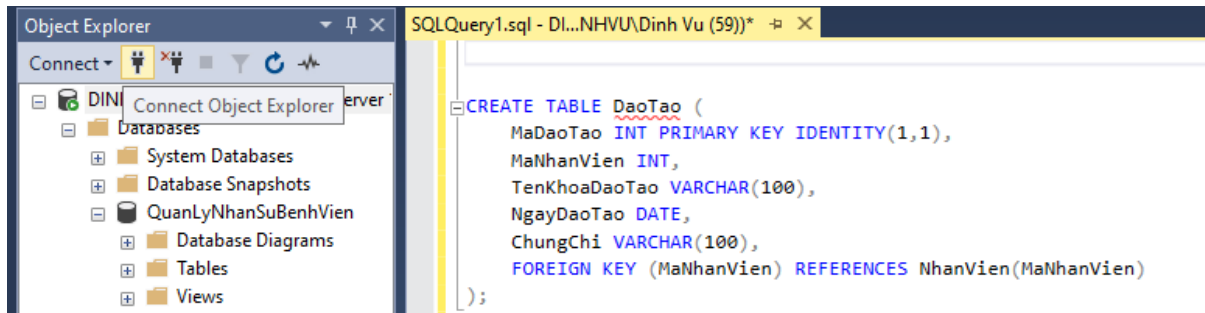 Object Explorer
Connect
DINI
erver
Connect Object Explorer
Databases
System Databases
Database Snapshots
QuanLyNhanSuBenhVien
Database Diagrams
Tables
Views
SQLQuery1.sql - DI...NHVU\Dinh Vu (59))*
CREATE TABLE DaoTao (
MaDaoTao INT PRIMARY KEY IDENTITY(1,1),
MaNhanVien INT,
TenKhoaDaoTao VARCHAR(100),
NgayDaoTao DATE,
ChungChi VARCHAR(100),
FOREIGN KEY (MaNhanVien) REFERENCES NhanVien(MaNhanVien)
);